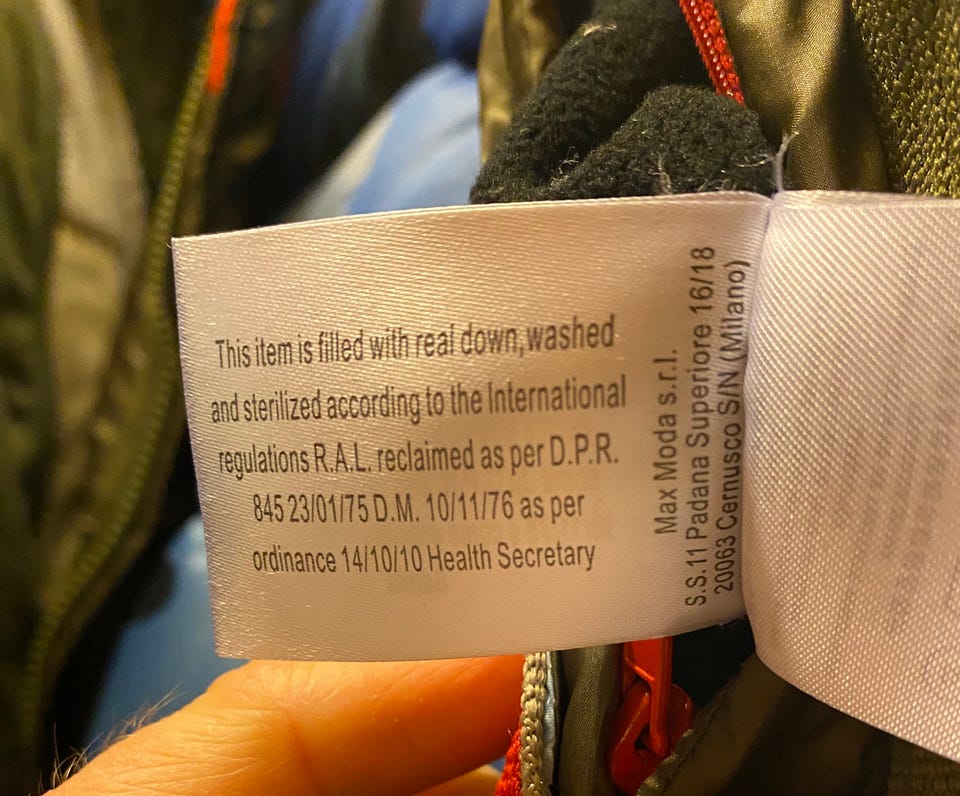 This item is filled with real down,washed
and sterilized according to the International
regulations R.A.L. reclaimed as per D.P.R.
845 23/01/75 D.M. 10/11/76 as per
ordinance 14/10/10 Health Secretary
Max Moda s.r.l.
S.S.11 Padana Superiore 16/18
20063 Cernusco S/N (Milano)